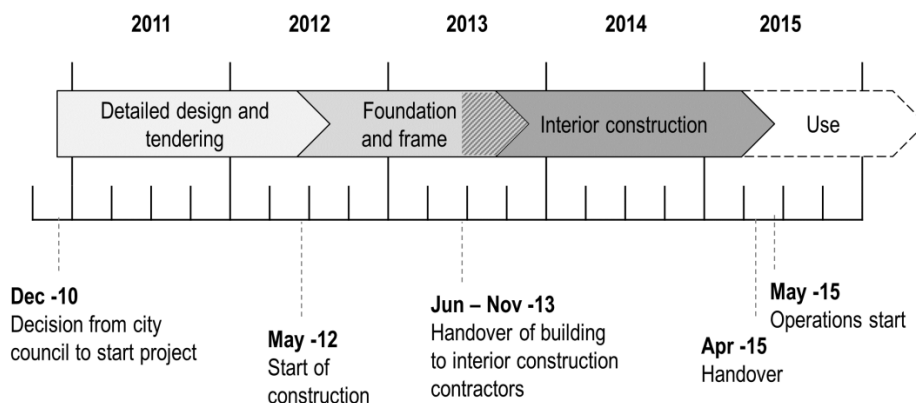 2011 2012 2013 2014 2015
Detailed design and
tendering
Foundation
and frame
Interior construction
Use
Dec -10
Decision from city
council to start project
May -12
Start of
construction
Jun – Nov -13
Handover of building
to interior construction
contractors
Apr -15
Handover
May -15
Operations start